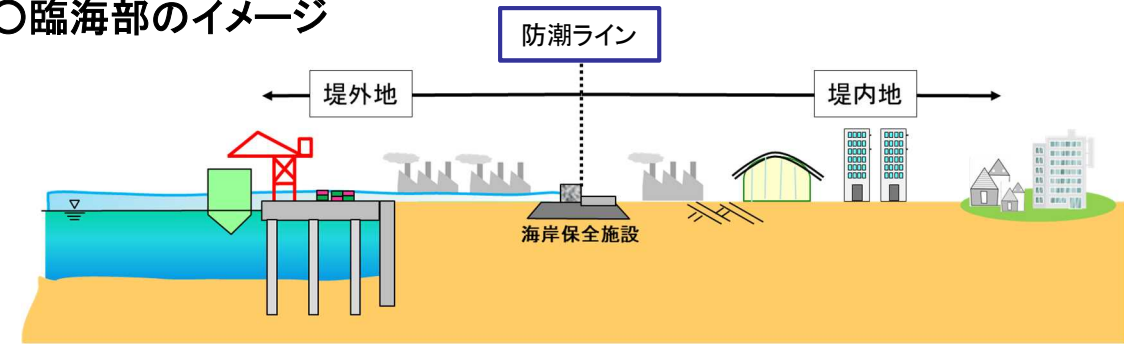 〇臨海部のイメージ
防潮ライン
堤外地
堤内地
海岸保全施設